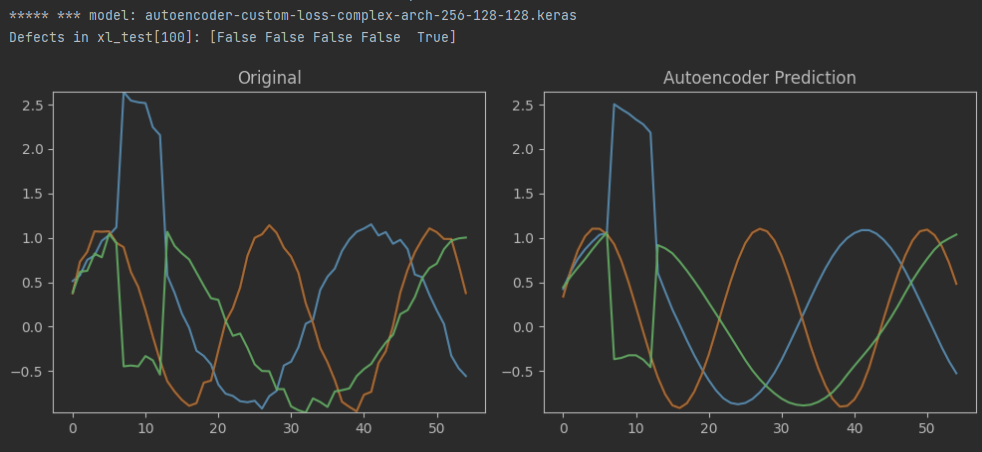 ***** *** model: autoencoder-custom-loss-complex-arch-256-128-128.keras
Defects in xl_test[100]: [False False False False  True]
Original
Autoencoder Prediction
2.5
2.0
1.5
1.0
0.5
0.0
−0.5
0 10 20 30 40 50
2.5
2.0
1.5
1.0
0.5
0.0
−0.5
0 10 20 30 40 50